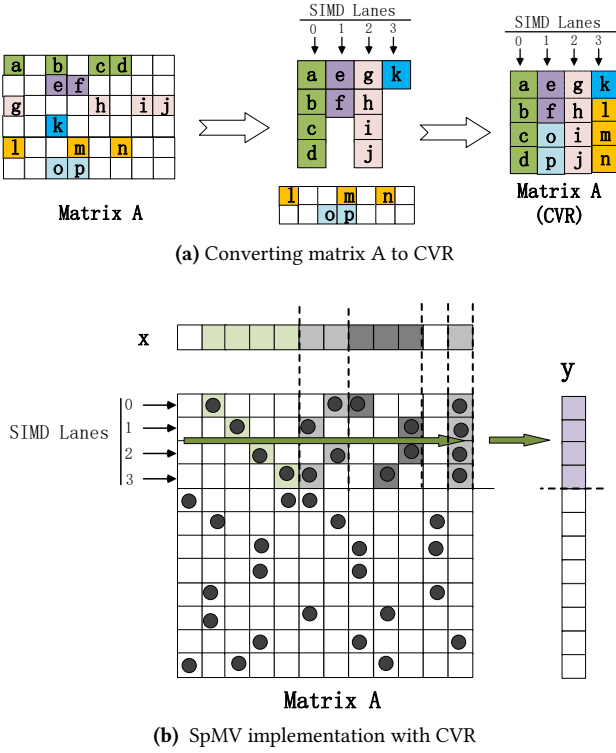 SIMD Lanes
0 1 2 3
a b c d
e f
g h i j
k
l m n
o p
Matrix A
a e g k
b f h
c i
d j
l m n
o p
SIMD Lanes
0 1 2 3
a e g k
b f h l
c o i m
d p j n
Matrix A
(CVR)
(a) Converting matrix A to CVR
x
y
SIMD Lanes
0
1
2
3
Matrix A
(b) SpMV implementation with CVR